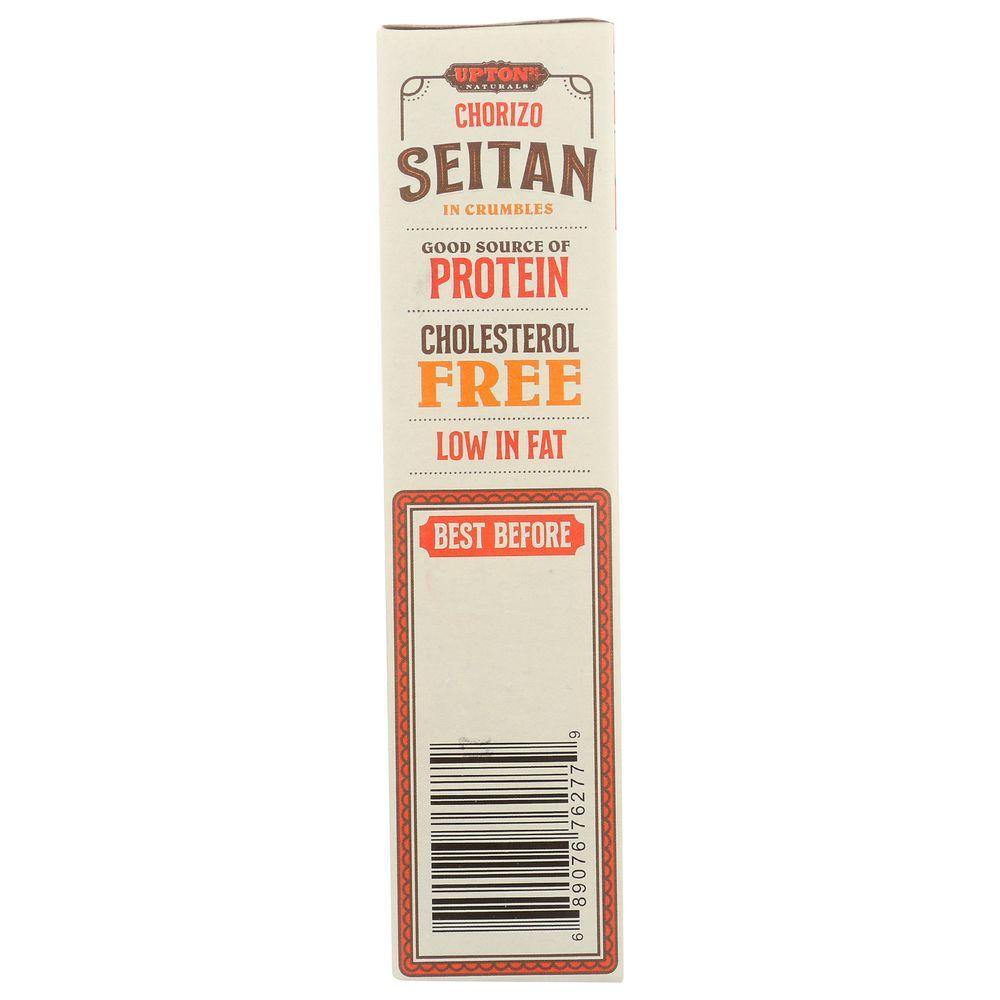 UPTON'S
NATURALS
CHORIZO
SEITAN
IN CRUMBLES
GOOD SOURCE OF
PROTEIN
CHOLESTEROL
FREE
LOW IN FAT
BEST BEFORE
6 89076 76277 9